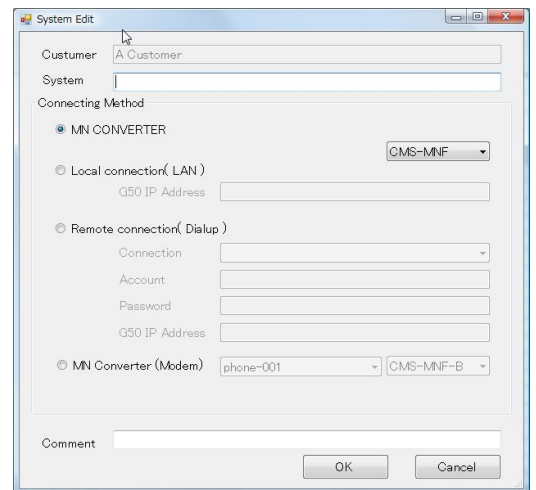 System Edit
Custumer A Customer
System
Connecting Method
MN CONVERTER
CMS-MNF
Local connection( LAN )
G50 IP Address
Remote connection( Dialup )
Connection
Account
Password
G50 IP Address
MN Converter (Modem) phone-001 CMS-MNF-B
Comment
OK Cancel